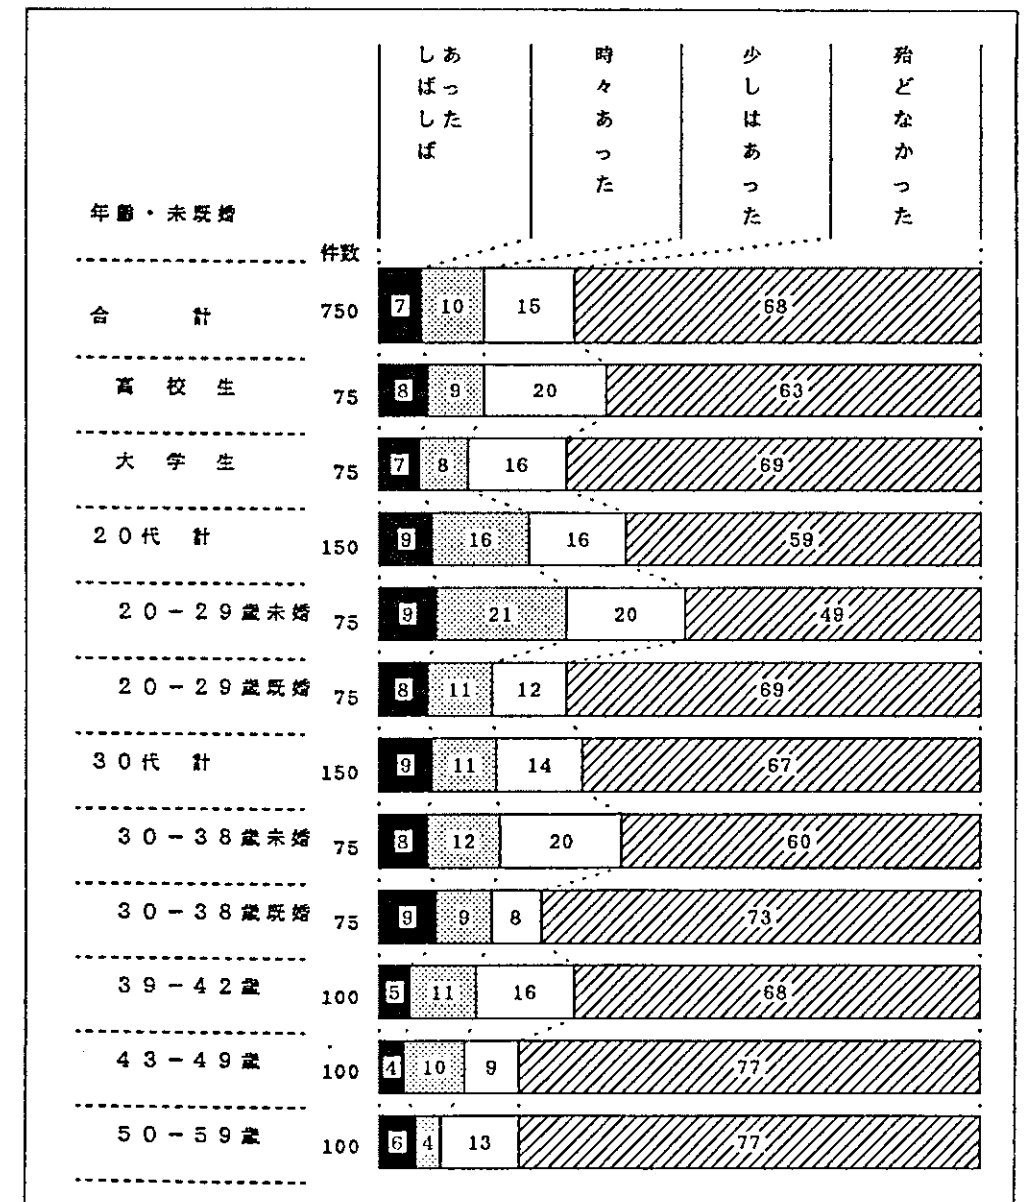 しばしば
あった
時々あった
少しはあった
殆どなかった
年齢・未既婚
件数
合計 750 7 10 15 68
高校生 75 8 9 20 63
大学生 75 7 8 16 69
20代 計 150 9 16 16 59
20-29歳未婚 75 9 21 20 49
20-29歳既婚 75 8 11 12 69
30代 計 150 9 11 14 67
30-38歳未婚 75 8 12 20 60
30-38歳既婚 75 9 9 8 73
39-42歳 100 5 11 16 68
43-49歳 100 4 10 9 77
50-59歳 100 6 4 13 77